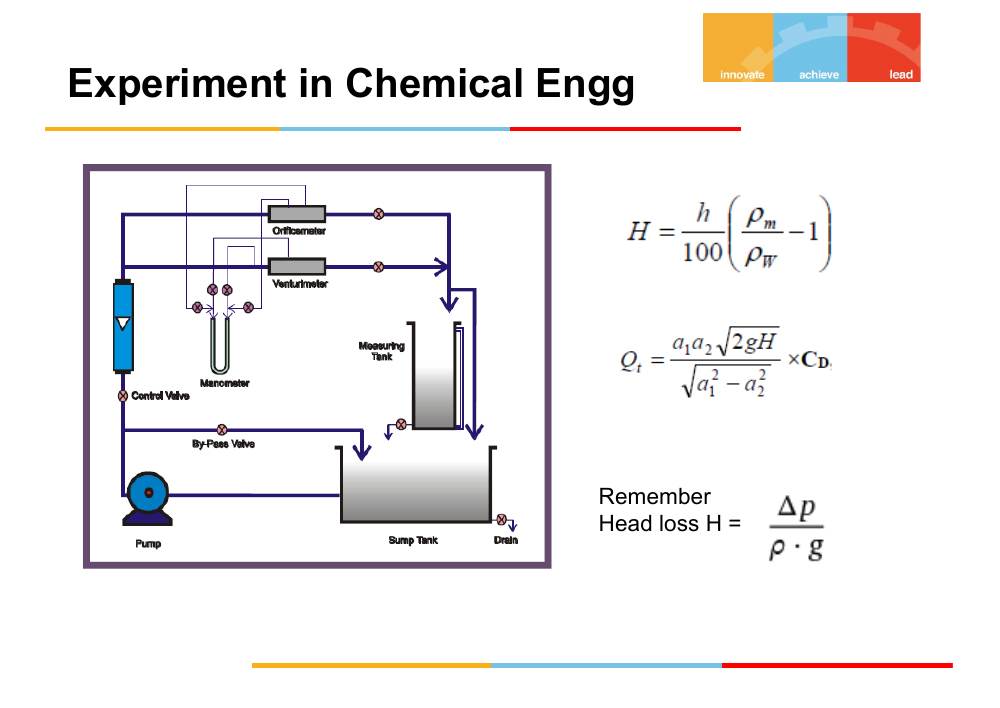 innovate achieve lead
Experiment in Chemical Engg
Orificemeter
Venturimeter
Measuring
Tank
Manometer
Control Valve
By-Pass Valve
Pump
Sump Tank
Drain
H = h/100 (ρm/ρW − 1)
Qt = a₁a₂√2gH / √a₁² − a₂² ×CD,
Remember
Head loss H = Δp / ρ · g